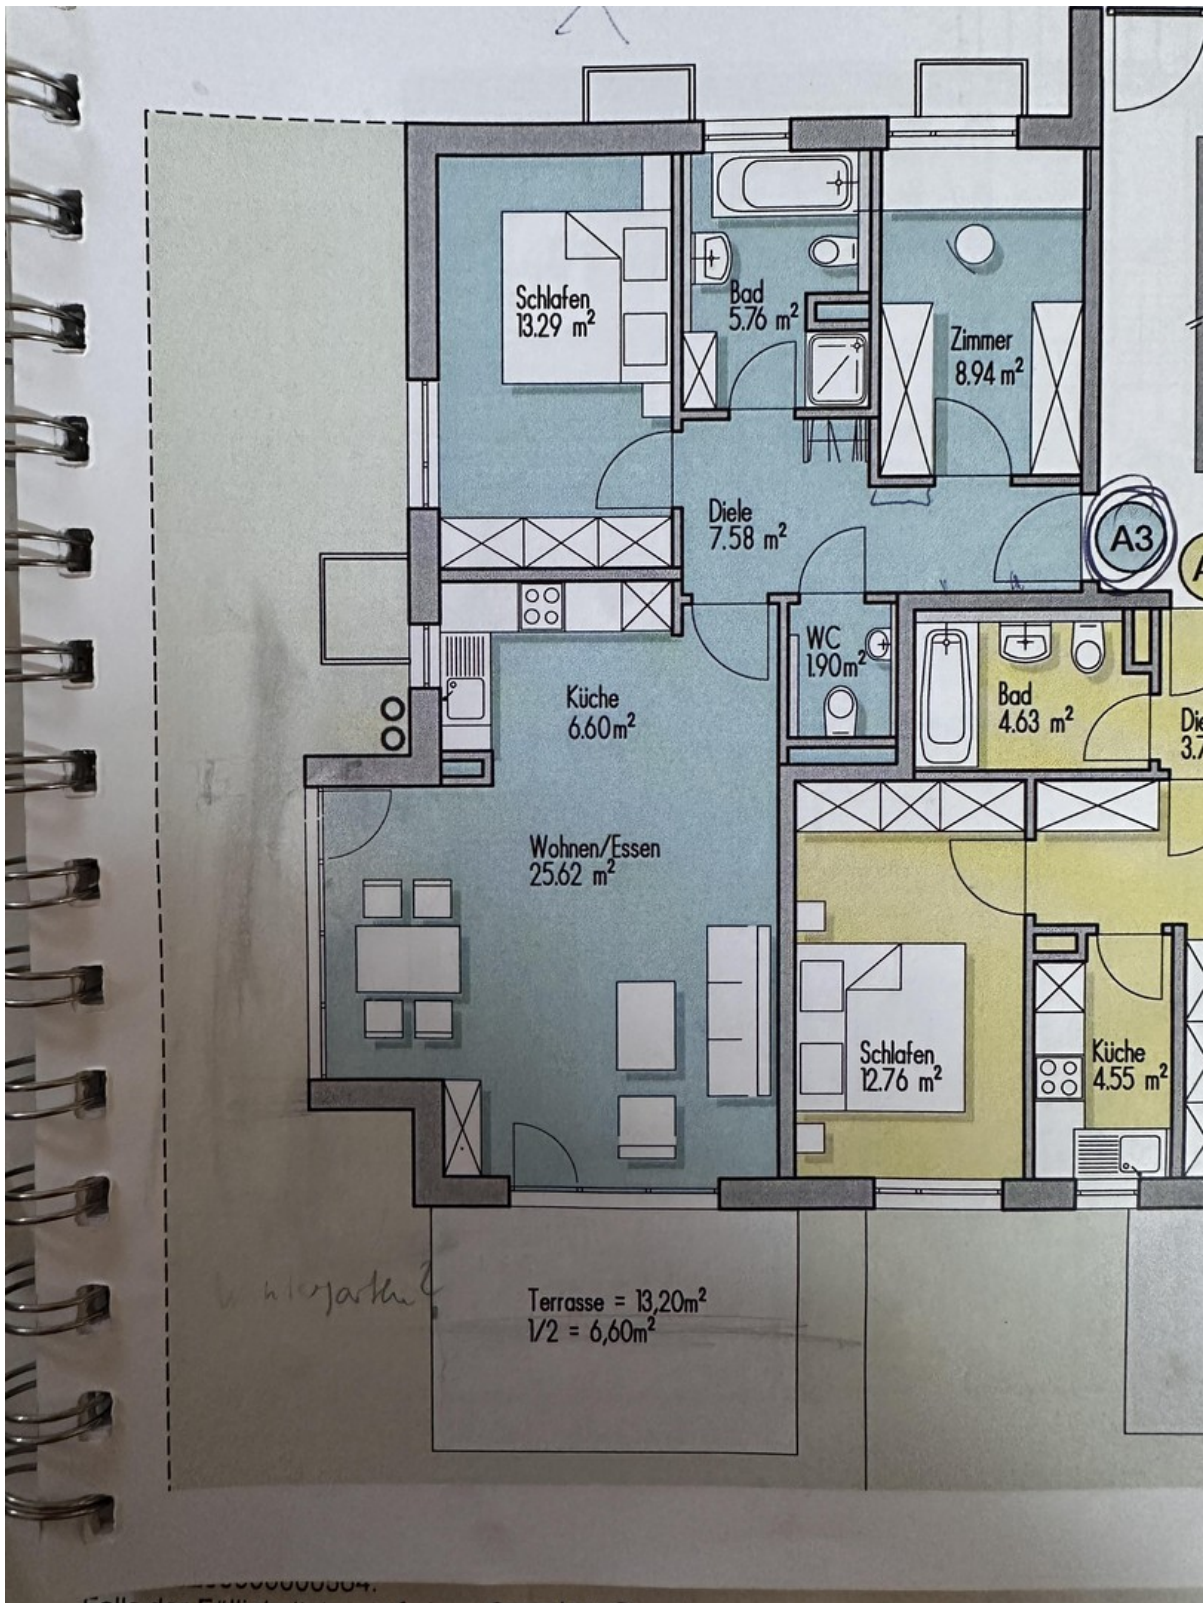 Schlafen
13.29 m²
Bad
5.76 m²
Zimmer
8.94 m²
Diele
7.58 m²
A3
WC
1.90m²
Küche
6.60m²
Bad
4.63 m²
Wohnen/Essen
25.62 m²
Schlafen
12.76 m²
Küche
4.55 m²
Terrasse = 13,20m²
1/2 = 6,60m²